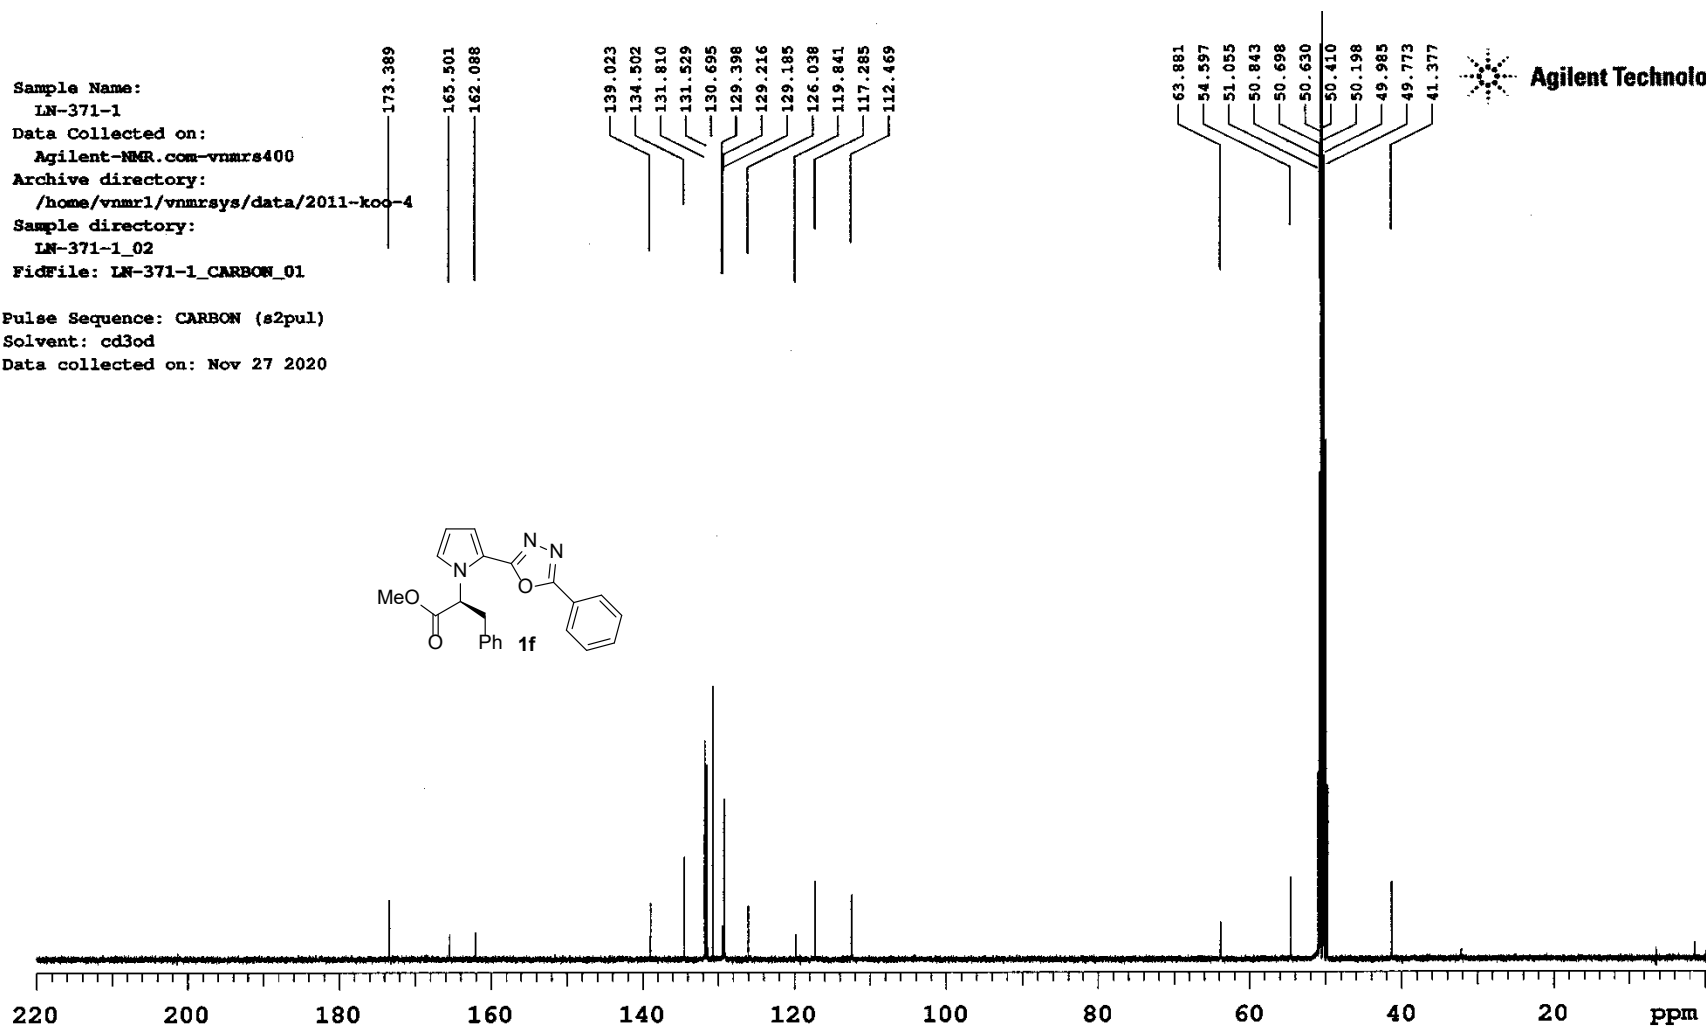 Sample Name:
LN-371-1
Data Collected on:
Agilent-NMR.com-vnmrs400
Archive directory:
/home/vnmr1/vnmrsys/data/2011-koo-4
Sample directory:
LN-371-1_02
FidFile: LN-371-1_CARBON_01
Pulse Sequence: CARBON (s2pul)
Solvent: cd3od
Data collected on: Nov 27 2020
173.389
165.501
162.088
139.023
134.502
131.810
131.529
130.695
129.398
129.216
129.185
126.038
119.841
117.285
112.469
63.881
54.597
51.055
50.843
50.698
50.630
50.410
50.198
49.985
49.773
41.377
Agilent Technolo
N
N
N
O
MeO
O
Ph
1f
220 200 180 160 140 120 100 80 60 40 20 ppm